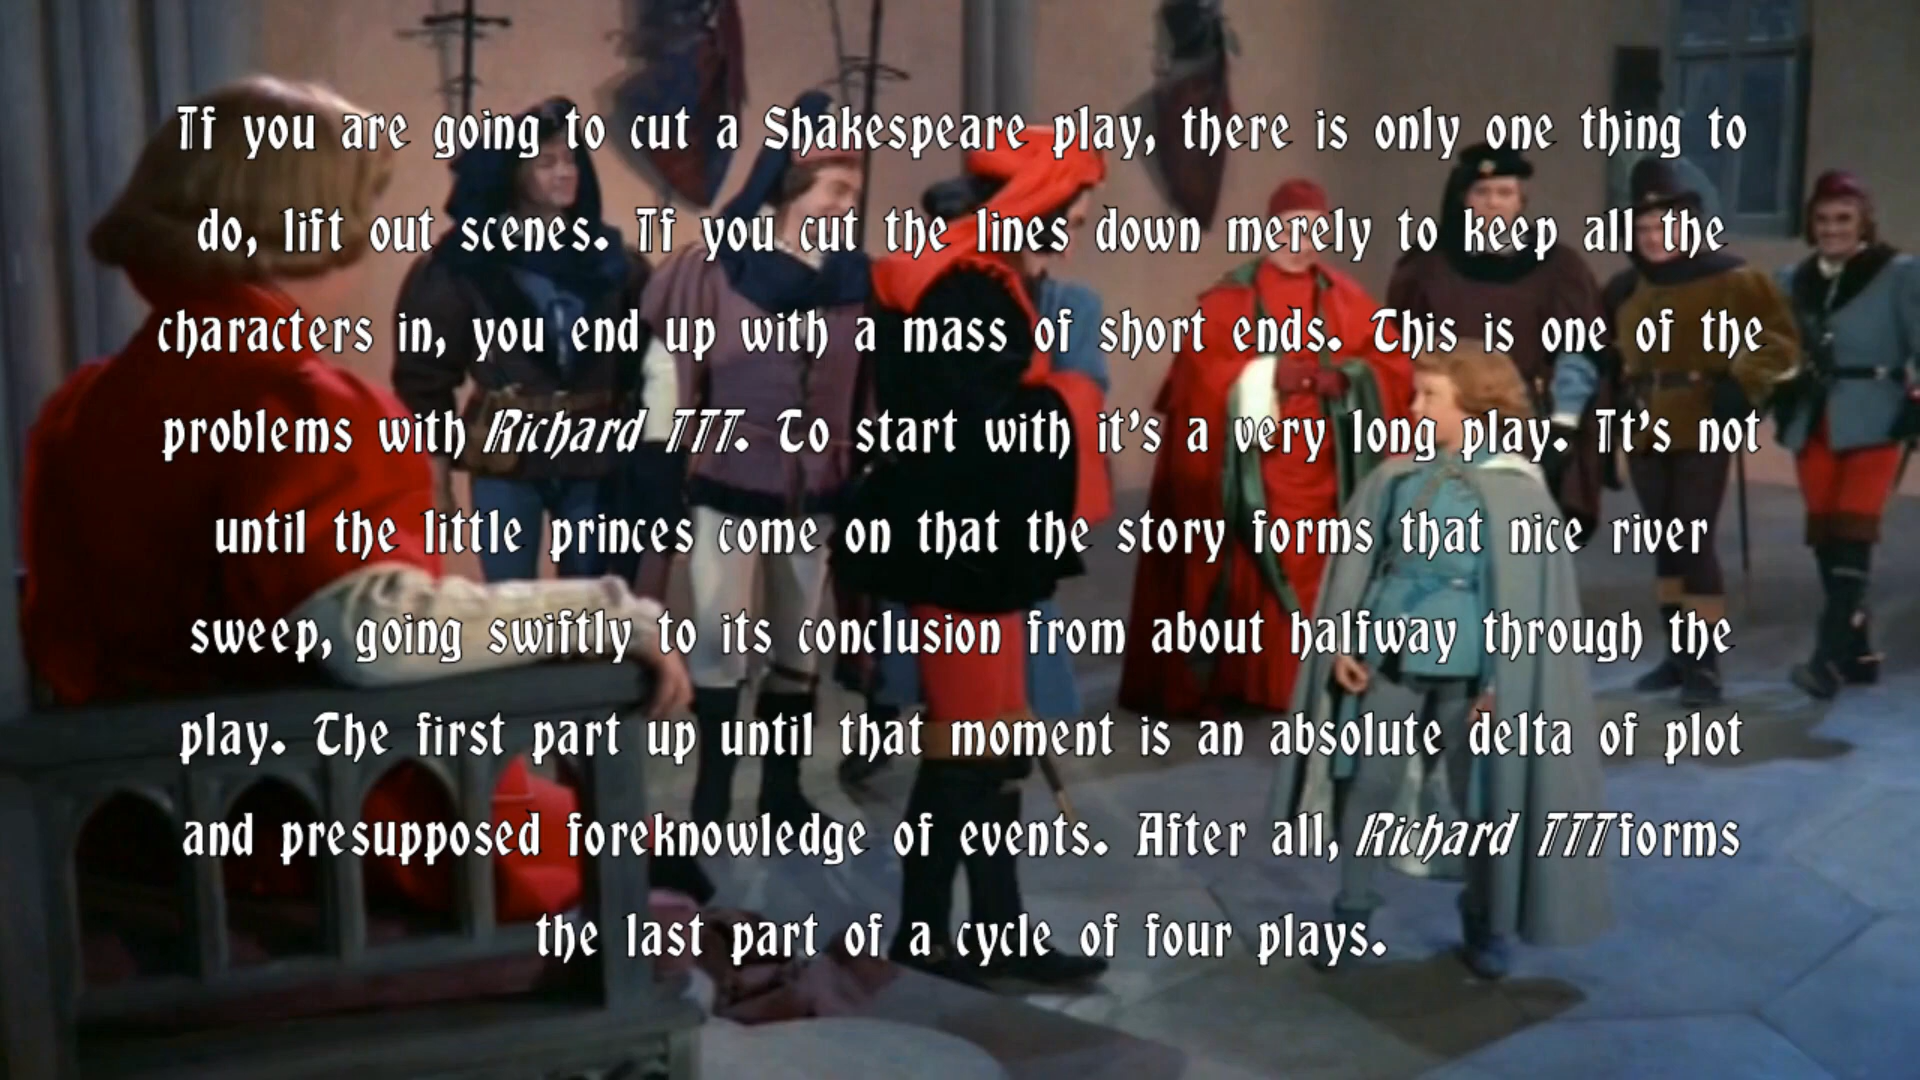 If you are going to cut a Shakespeare play, there is only one thing to
do, lift out scenes. If you cut the lines down merely to keep all the
characters in, you end up with a mass of short ends. This is one of the
problems with Richard III. To start with it's a very long play. It's not
until the little princes come on that the story forms that nice river
sweep, going swiftly to its conclusion from about halfway through the
play. The first part up until that moment is an absolute delta of plot
and presupposed foreknowledge of events. After all, Richard III forms
the last part of a cycle of four plays.